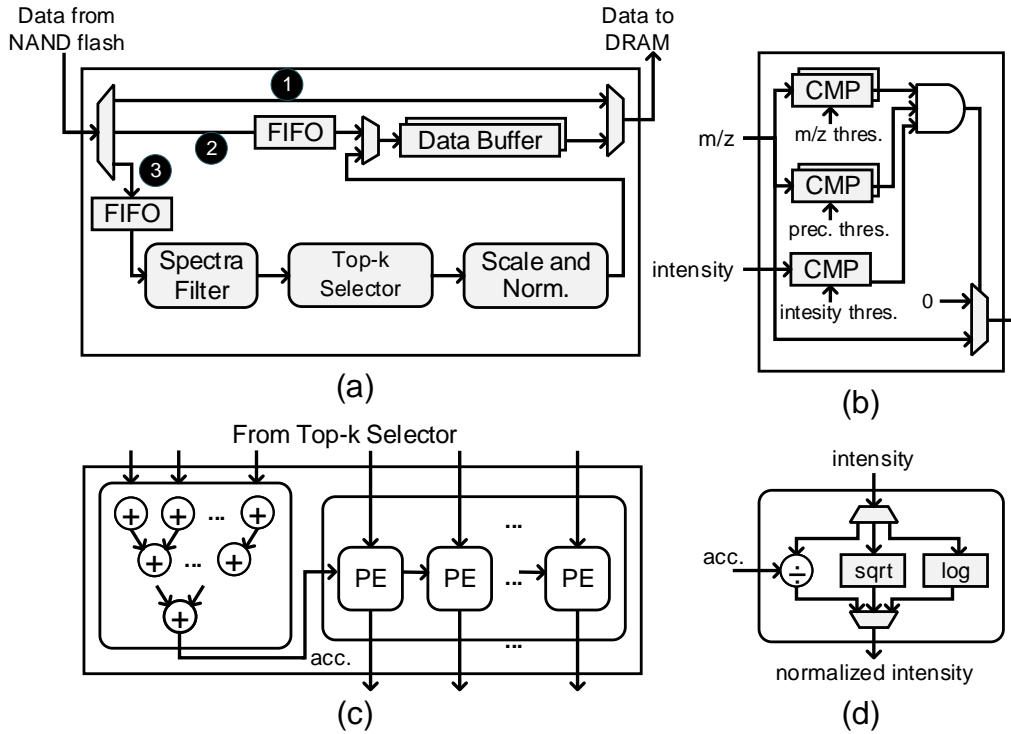 Data from
NAND flash
Data to
DRAM
1
2
FIFO
Data Buffer
3
FIFO
Spectra
Filter
Top-k
Selector
Scale and
Norm.
(a)
CMP
m/z thres.
m/z
CMP
prec. thres.
intensity
CMP
intesity thres.
0
(b)
From Top-k Selector
+ + ... +
+ ... +
+
acc.
...
PE PE ... PE
...
(c)
intensity
acc.
÷
sqrt
log
normalized intensity
(d)